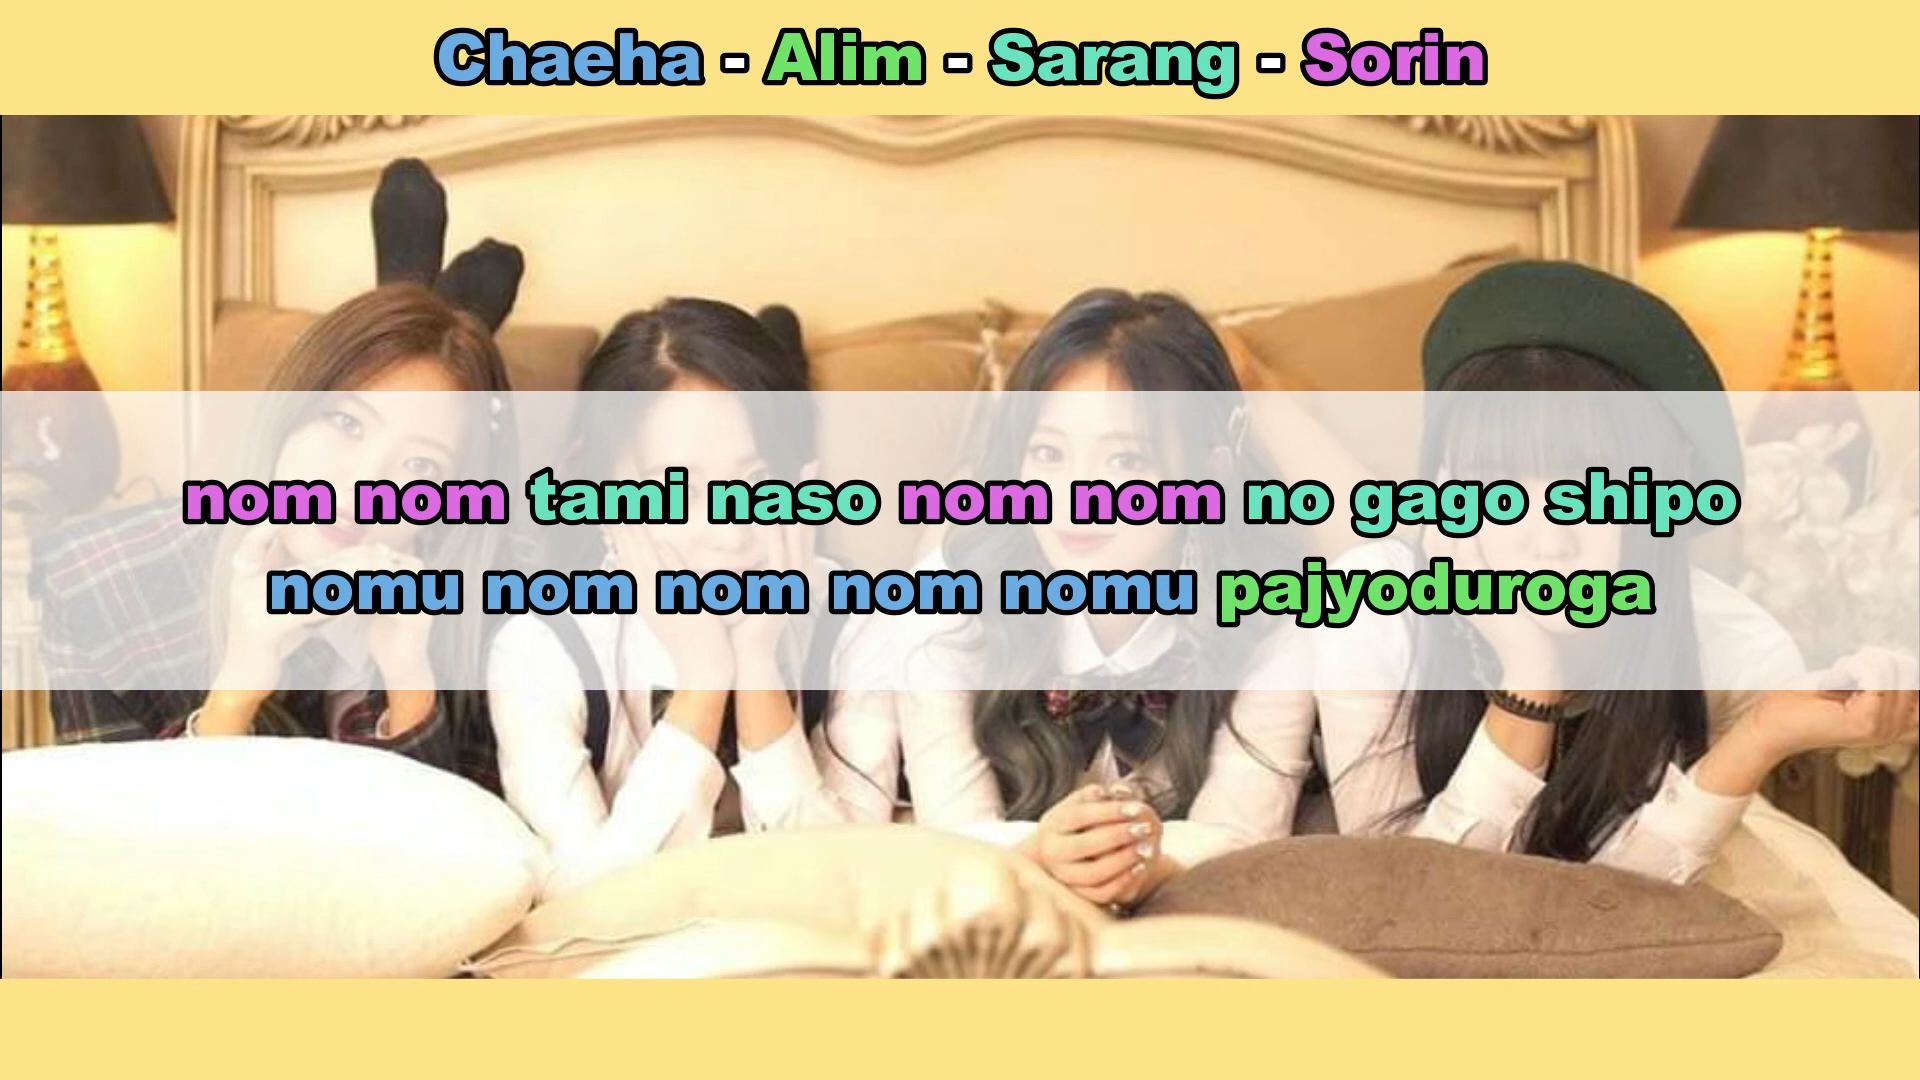 Chaeha - Alim - Sarang - Sorin
nom nom tami naso nom nom no gago shipo
nomu nom nom nom nomu pajyoduroga